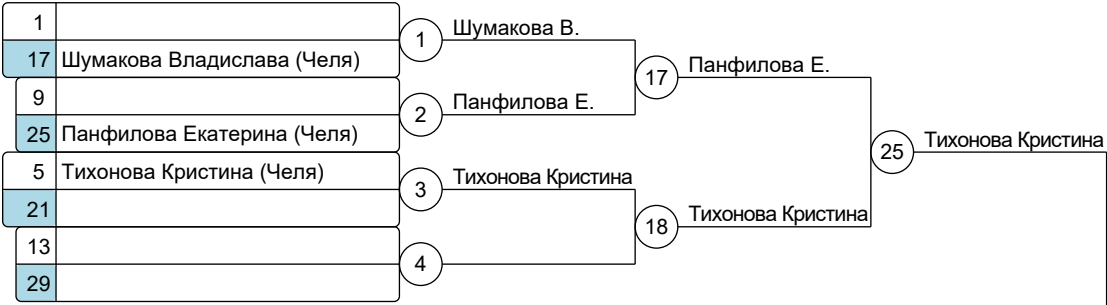 1
17 Шумакова Владислава (Челя)
1
Шумакова В.
9
25 Панфилова Екатерина (Челя)
2
Панфилова Е.
17
Панфилова Е.
5 Тихонова Кристина (Челя)
21
3
Тихонова Кристина
13
29
4
18
Тихонова Кристина
25
Тихонова Кристина